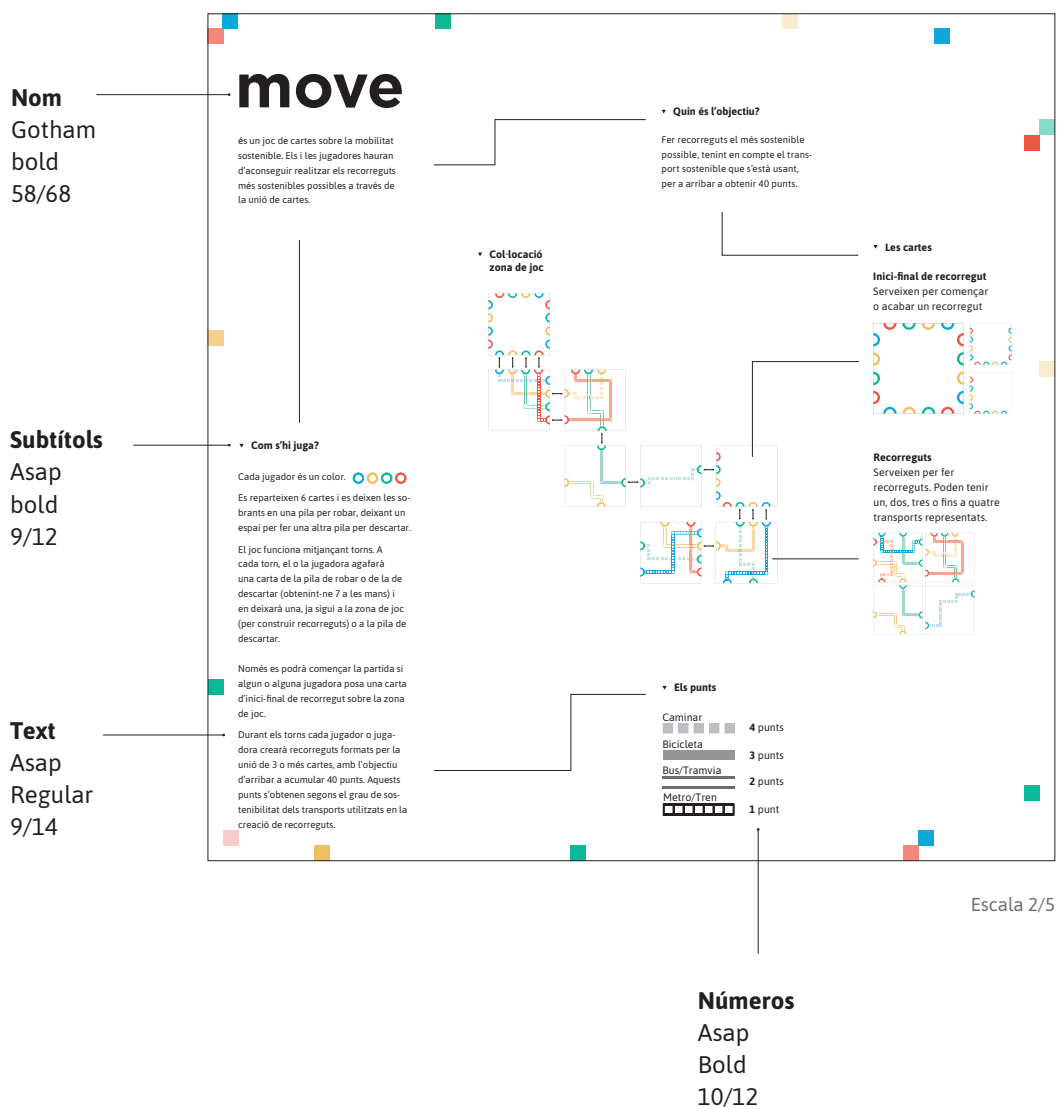 Nom
Gotham
bold
58/68
move
és un joc de cartes sobre la mobilitat
sostenible. Els i les jugadores hauran
d'aconseguir realitzar els recorreguts
més sostenibles possibles a través de
la unió de cartes.
▼ Quin és l'objectiu?
Fer recorreguts el més sostenible
possible, tenint en compte el trans-
port sostenible que s'està usant,
per a arribar a obtenir 40 punts.
▼ Col·locació
zona de joc
▼ Les cartes
Inici-final de recorregut
Serveixen per començar
o acabar un recorregut
Recorreguts
Serveixen per fer
recorreguts. Poden tenir
un, dos, tres o fins a quatre
transports representats.
Subtítols
Asap
bold
9/12
▼ Com s'hi juga?
Cada jugador és un color.
Es reparteixen 6 cartes i es deixen les so-
brants en una pila per robar, deixant un
espai per fer una altra pila per descartar.
El joc funciona mitjançant torns. A
cada torn, el o la jugadora agafarà
una carta de la pila de robar o de la de
descartar (obtenint-ne 7 a les mans) i
en deixarà una, ja sigui a la zona de joc
(per construir recorreguts) o a la pila de
descartar.
Només es podrà començar la partida si
algun o alguna jugadora posa una carta
d'inici-final de recorregut sobre la zona
de joc.
Text
Asap
Regular
9/14
Durant els torns cada jugador o juga-
dora crearà recorreguts formats per la
unió de 3 o més cartes, amb l'objectiu
d'arribar a acumular 40 punts. Aquests
punts s'obtenen segons el grau de sos-
tenibilitat dels transports utilitzats en la
creació de recorreguts.
▼ Els punts
Caminar
4 punts
Bicicleta
3 punts
Bus/Tramvia
2 punts
Metro/Tren
1 punt
Escala 2/5
Números
Asap
Bold
10/12